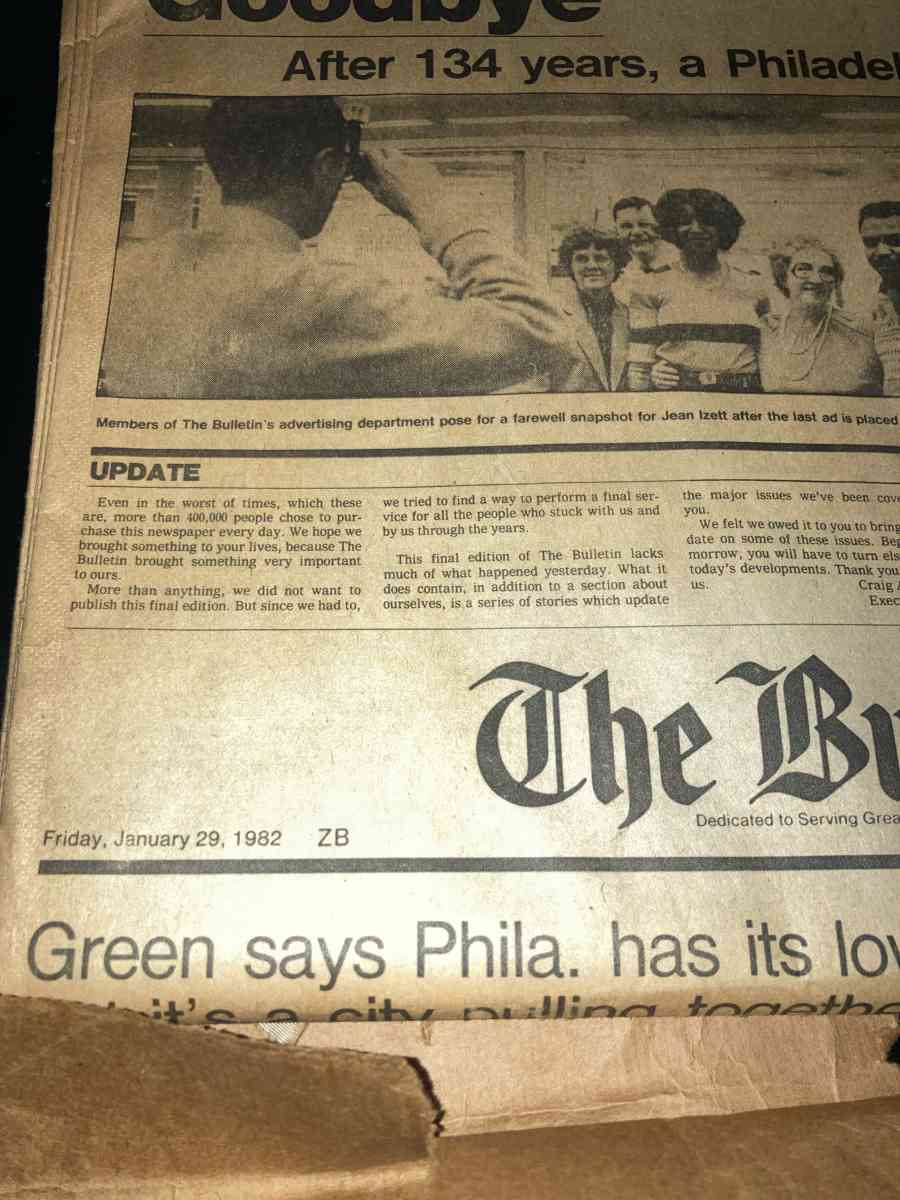 Goodbye
After 134 years, a Philadel
Members of The Bulletin's advertising department pose for a farewell snapshot for Jean Izett after the last ad is placed
UPDATE
Even in the worst of times, which these
are, more than 400,000 people chose to pur-
chase this newspaper every day. We hope we
brought something to your lives, because The
Bulletin brought something very important
to ours.
More than anything, we did not want to
publish this final edition. But since we had to,
we tried to find a way to perform a final ser-
vice for all the people who stuck with us and
by us through the years.
This final edition of The Bulletin lacks
much of what happened yesterday. What it
does contain, in addition to a section about
ourselves, is a series of stories which update
the major issues we've been cove
you.
We felt we owed it to you to bring
date on some of these issues. Beg
morrow, you will have to turn els
today's developments. Thank you
us.
Craig
Exec
The Bu
Dedicated to Serving Grea
Friday, January 29, 1982 ZB
Green says Phila. has its lov
it's a city pulling togethe